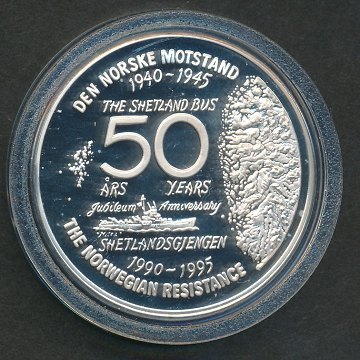 DEN NORSKE MOTSTAND
1940-1945
THE SHETLAND BUS
50
ÅRS YEARS
Jubileum Anniversary
SHETLANDSGJENGEN
1990-1995
THE NORWEGIAN RESISTANCE